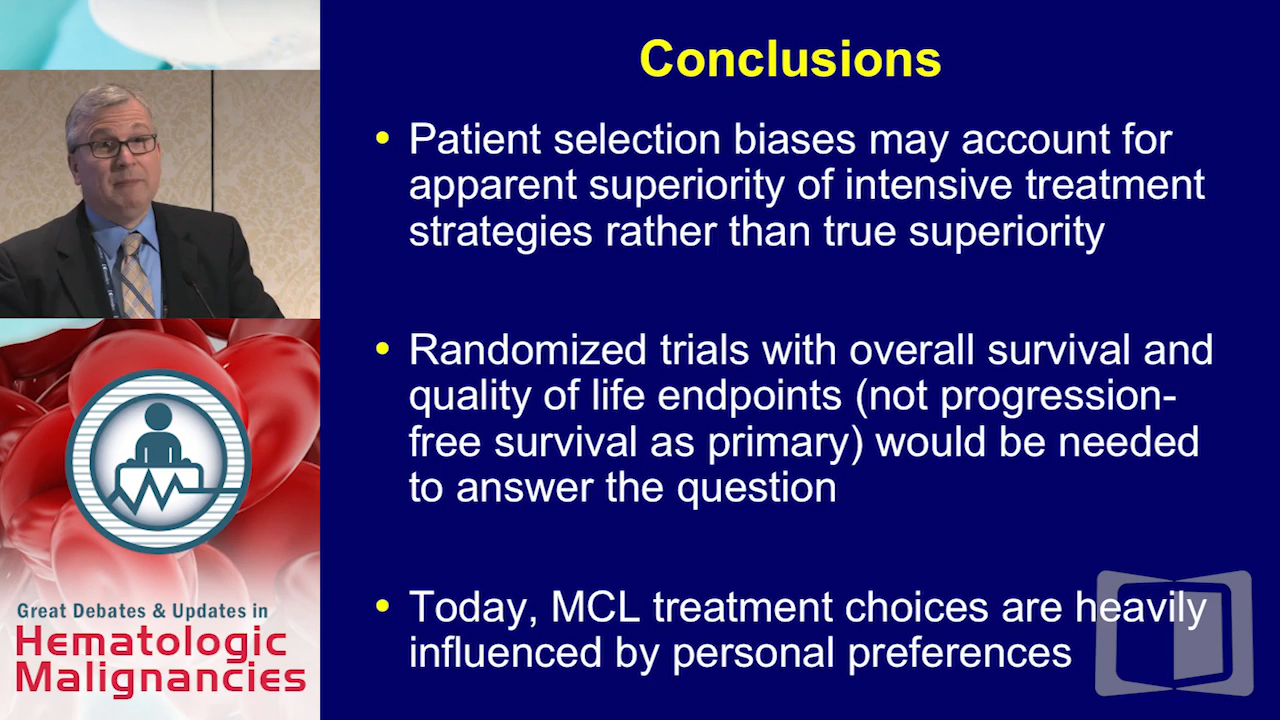 Conclusions
• Patient selection biases may account for
apparent superiority of intensive treatment
strategies rather than true superiority
• Randomized trials with overall survival and
quality of life endpoints (not progression-
free survival as primary) would be needed
to answer the question
• Today, MCL treatment choices are heavily
influenced by personal preferences
Great Debates & Updates in
Hematologic
Malignancies